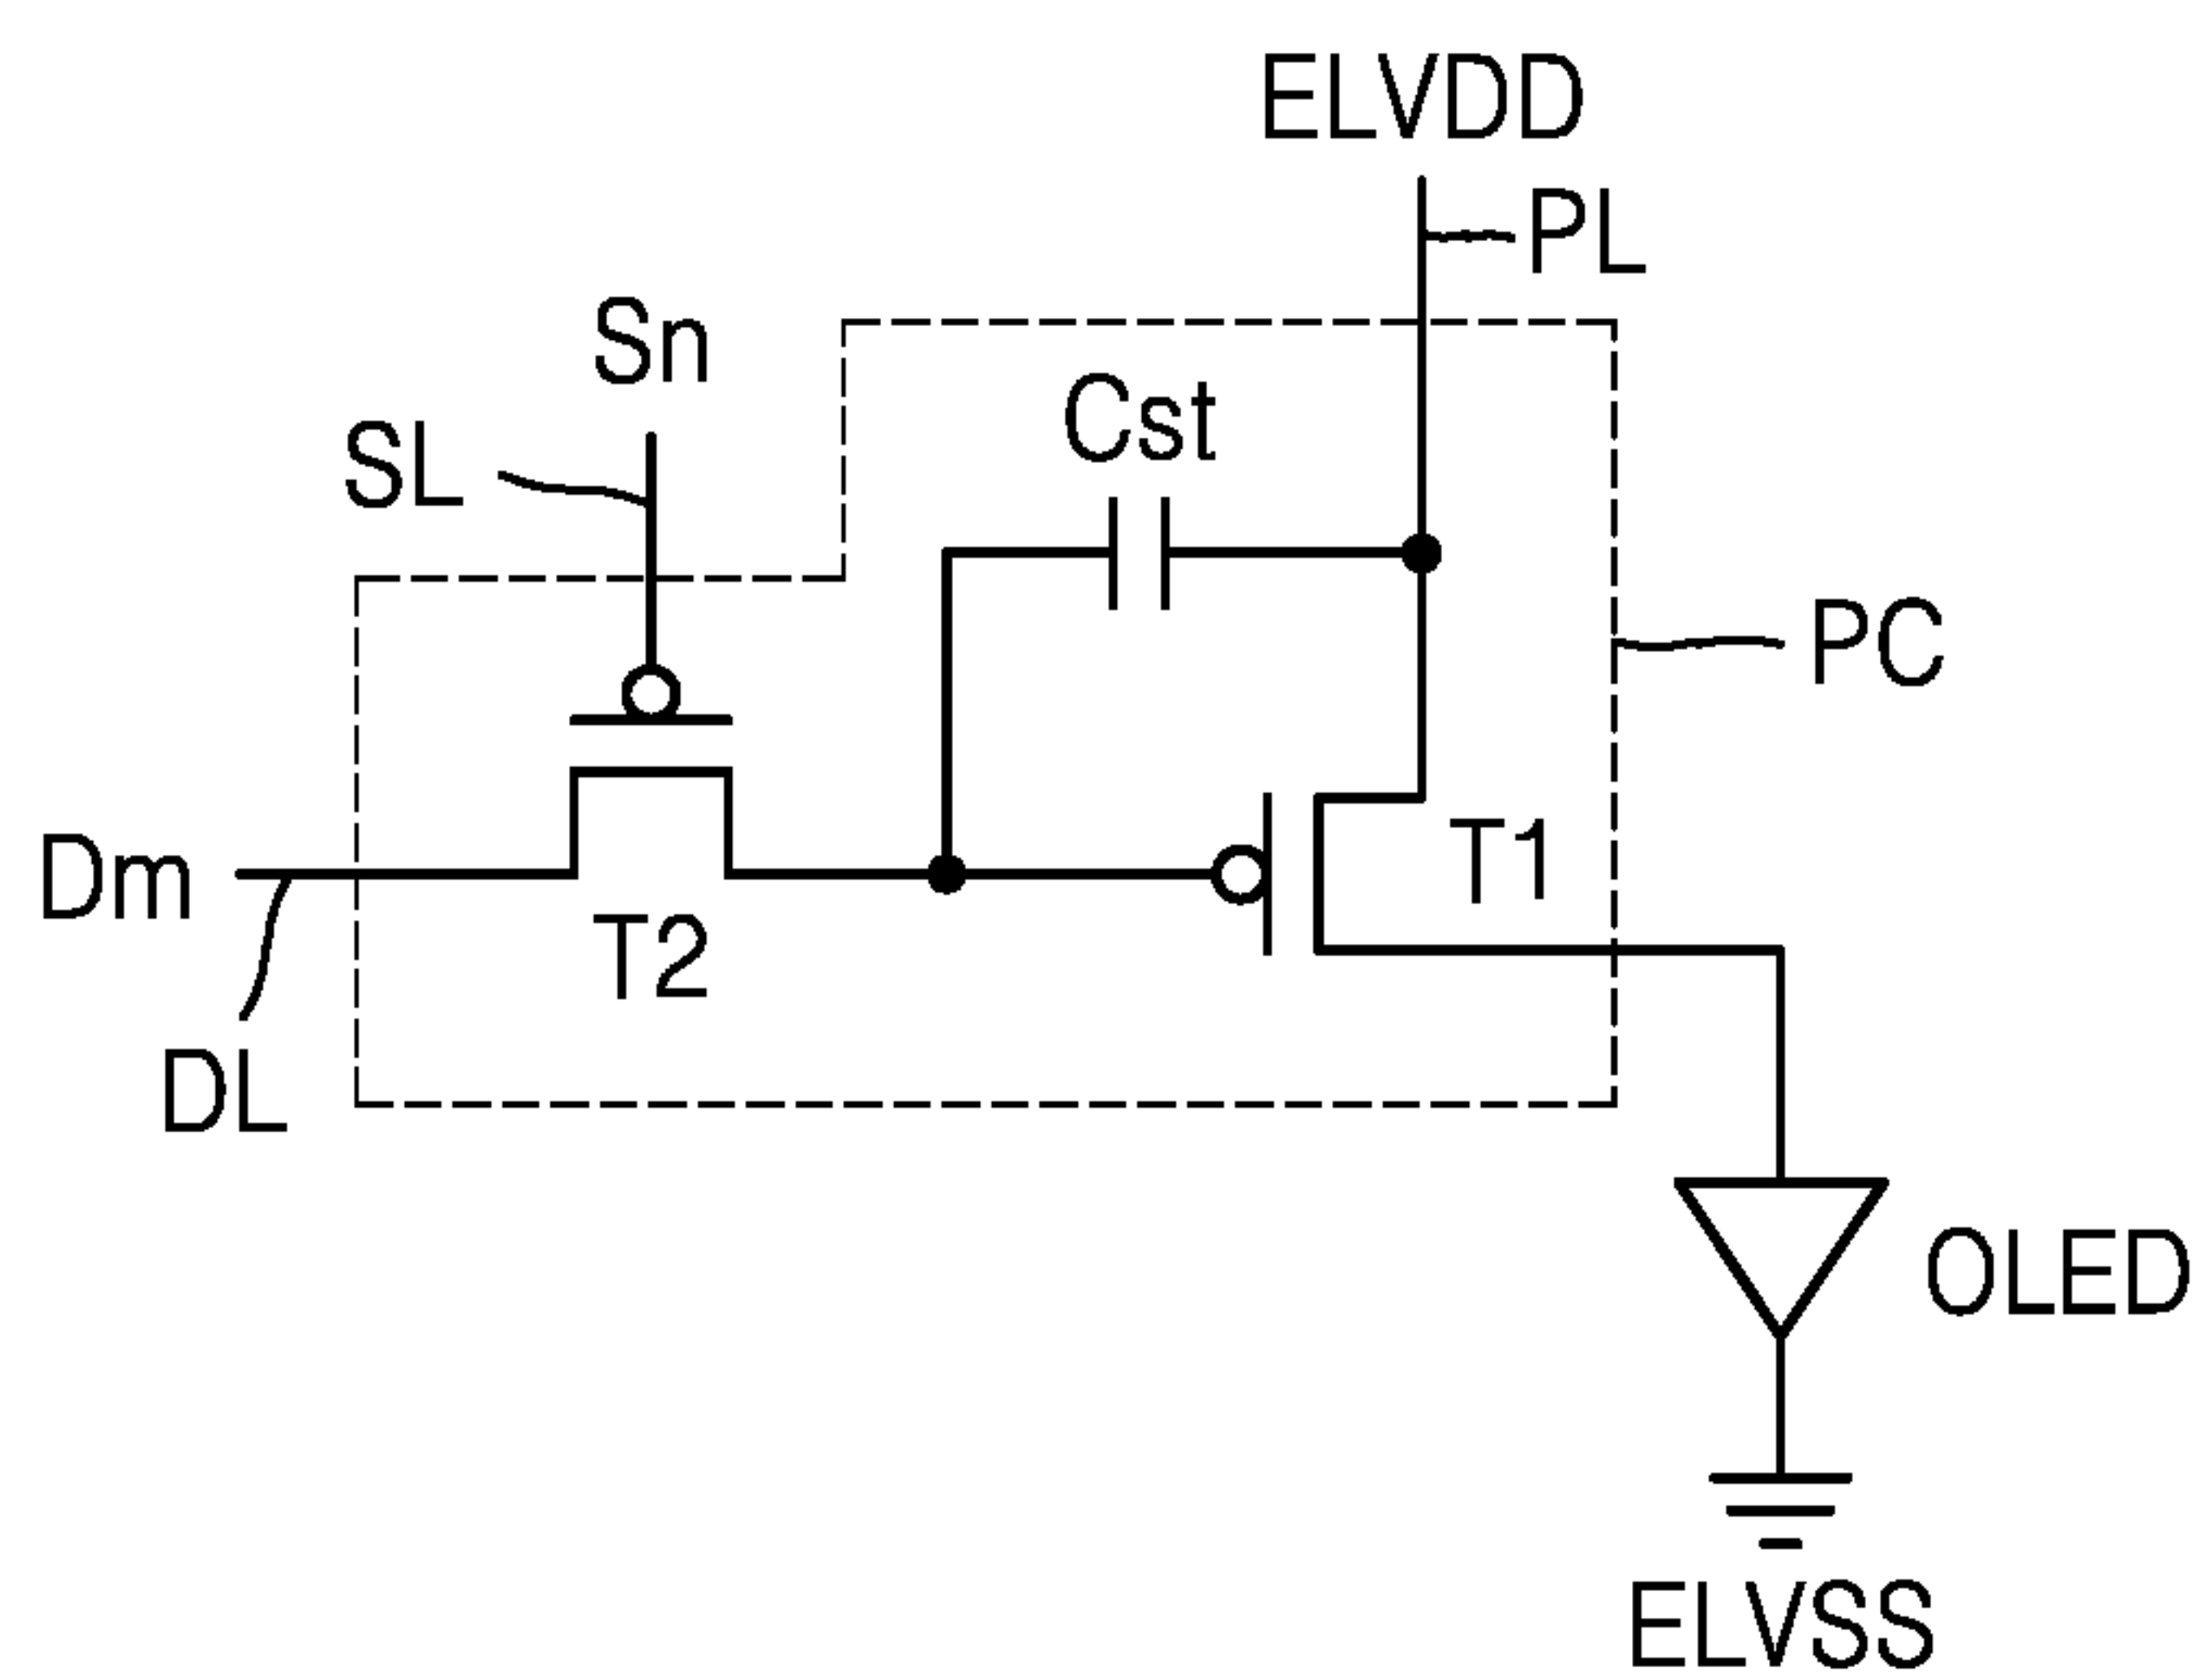 ELVDD
PL
Sn
Cst
SL
PC
T1
Dm
T2
DL
OLED
ELVSS